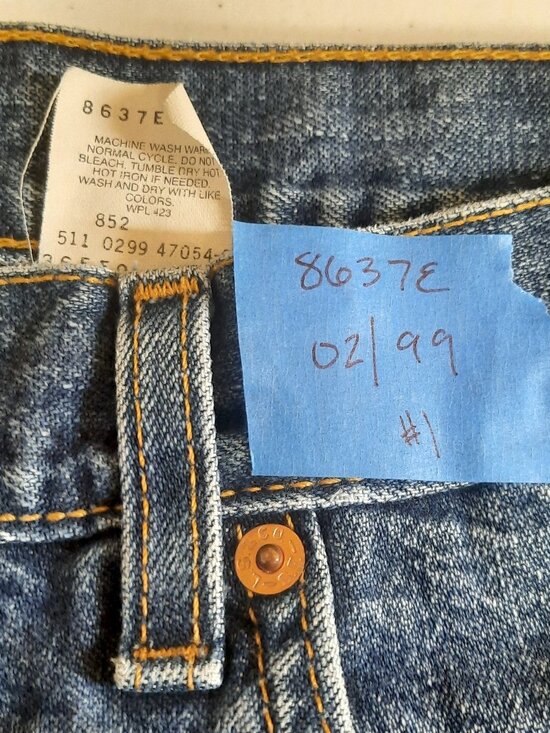 8637E
MACHINE WASH WARM
NORMAL CYCLE. DO NOT
BLEACH. TUMBLE DRY HOT
HOT IRON IF NEEDED.
WASH AND DRY WITH LIKE
COLORS.
WPL 423
852
511 0299 47054-
8637E
02/99
#1